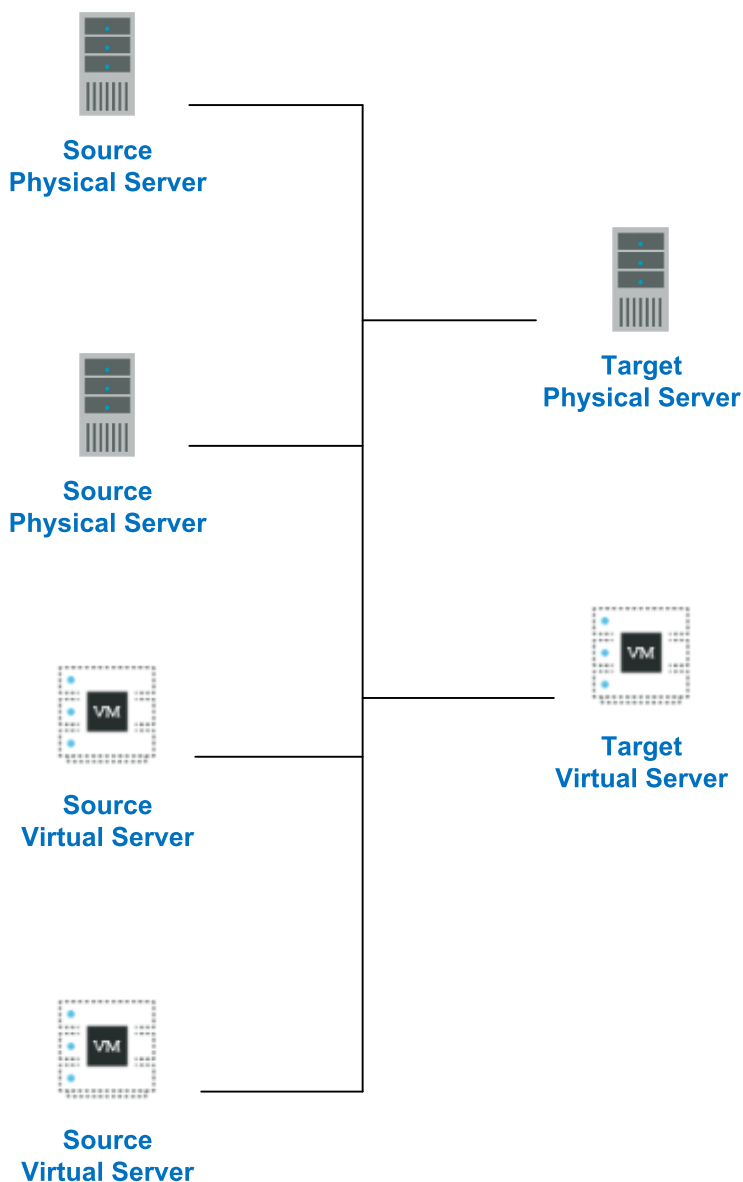 Source
Physical Server
Target
Physical Server
Source
Physical Server
VM
Target
Virtual Server
VM
Source
Virtual Server
VM
Source
Virtual Server